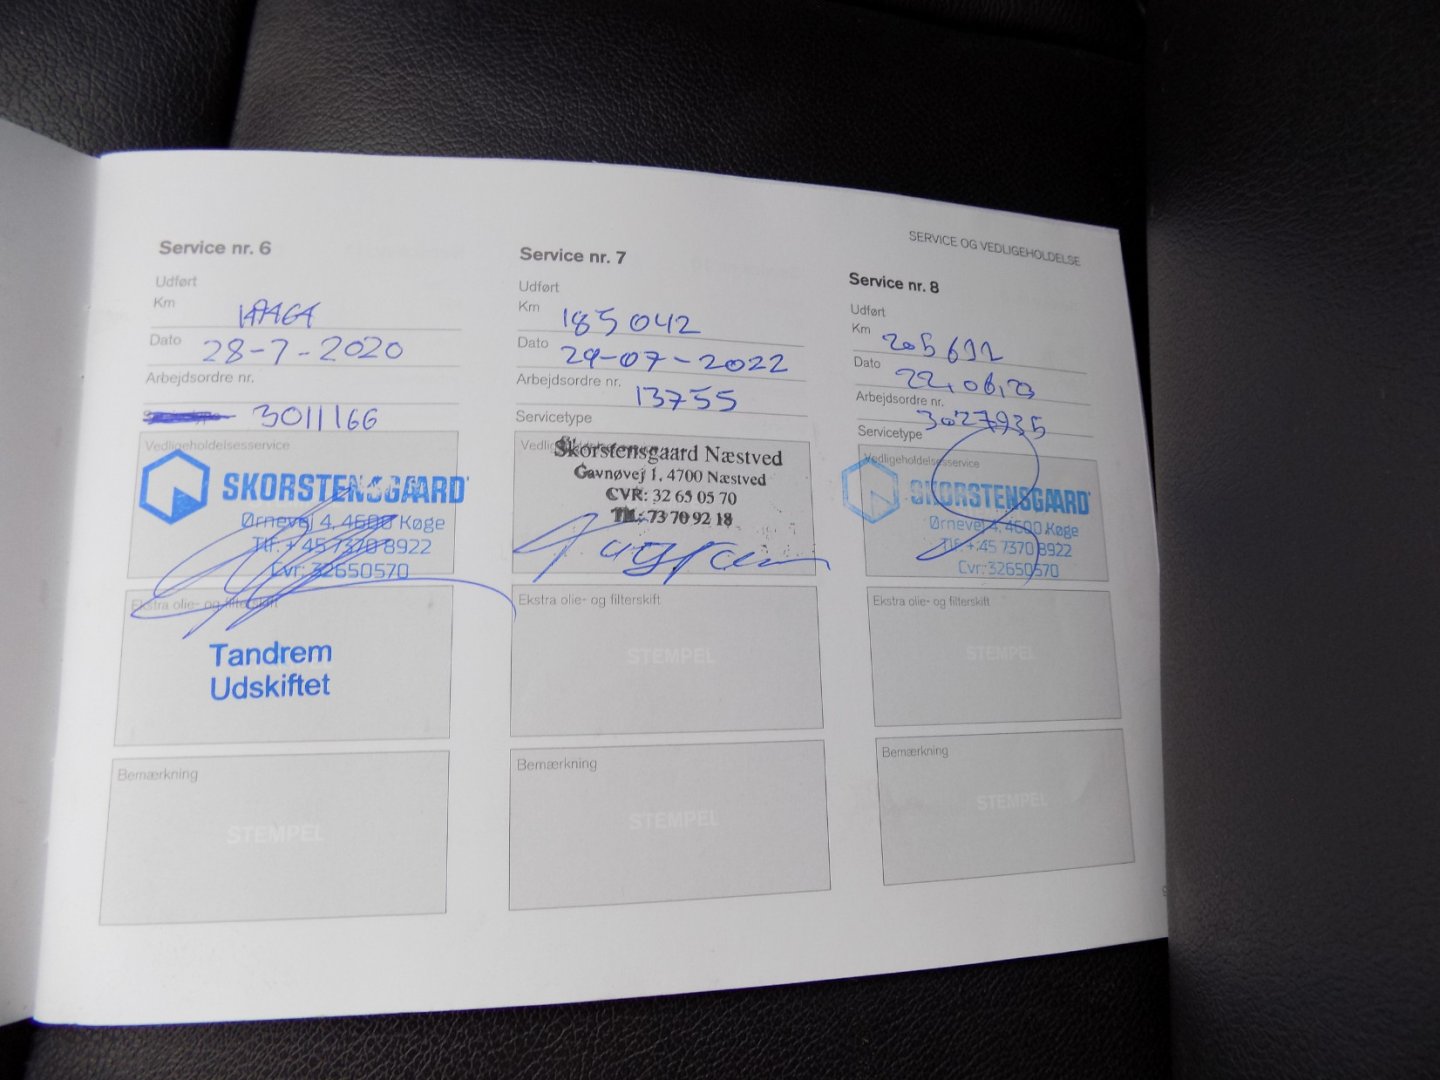 SERVICE OG VEDLIGEHOLDELSE
Service nr. 6
Udført
Km
Dato 28-7-2020
Arbejdsordre nr.
3011166
Vedligeholdelsesservice
SKORSTENSGAARD
Ørnevej 4, 4600 Køge
Tlf: +45 7370 8922
Cvr: 32650570
Ekstra olie- og filterskift
Tandrem
Udskiftet
Bemærkning
STEMPEL
Service nr. 7
Udført
Km 185042
Dato 29-07-2022
Arbejdsordre nr.
13755
Servicetype
Skorstensgaard Næstved
Gavnøvej 1, 4700 Næstved
CVR: 32 65 05 70
Tlf.: 73 70 92 18
Ekstra olie- og filterskift
STEMPEL
Bemærkning
STEMPEL
Service nr. 8
Udført
Km 205692
Dato 22.06.23
Arbejdsordre nr.
3027935
Servicetype
Vedligeholdelsesservice
SKORSTENSGAARD
Ørnevej 4, 4600 Køge
Tlf: +45 7370 8922
Cvr: 32650570
Ekstra olie- og filterskift
STEMPEL
Bemærkning
STEMPEL